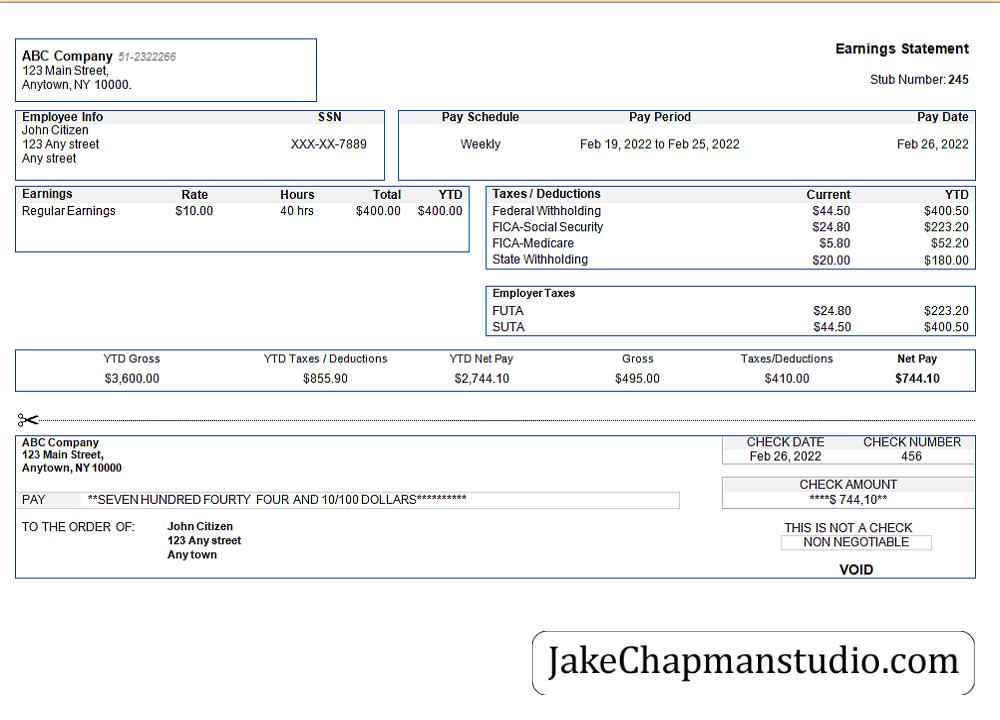 ABC Company 51-2322266
123 Main Street,
Anytown, NY 10000.
Earnings Statement
Stub Number: 245
Employee Info SSN
John Citizen
123 Any street XXX-XX-7889
Any street
Pay Schedule Pay Period Pay Date
Weekly Feb 19, 2022 to Feb 25, 2022 Feb 26, 2022
Earnings Rate Hours Total YTD
Regular Earnings $10.00 40 hrs $400.00 $400.00
Taxes / Deductions Current YTD
Federal Withholding $44.50 $400.50
FICA-Social Security $24.80 $223.20
FICA-Medicare $5.80 $52.20
State Withholding $20.00 $180.00
Employer Taxes
FUTA $24.80 $223.20
SUTA $44.50 $400.50
YTD Gross YTD Taxes / Deductions YTD Net Pay Gross Taxes/Deductions Net Pay
$3,600.00 $855.90 $2,744.10 $495.00 $410.00 $744.10
ABC Company
123 Main Street,
Anytown, NY 10000
CHECK DATE CHECK NUMBER
Feb 26, 2022 456
CHECK AMOUNT
****$ 744,10**
PAY **SEVEN HUNDRED FOURTY FOUR AND 10/100 DOLLARS**********
TO THE ORDER OF: John Citizen
123 Any street
Any town
THIS IS NOT A CHECK
NON NEGOTIABLE
VOID
JakeChapmanstudio.com